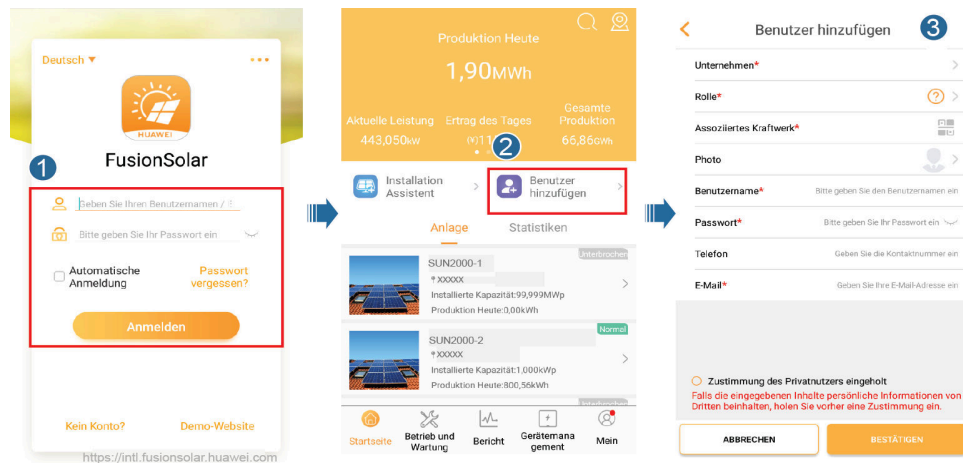 Deutsch ▼
HUAWEI
FusionSolar
1
Geben Sie Ihren Benutzernamen /
Bitte geben Sie Ihr Passwort ein
Automatische
Anmeldung
Passwort
vergessen?
Anmelden
Kein Konto?
Demo-Website
https://intl.fusionsolar.huawei.com
Produktion Heute
1,90MWh
Aktuelle Leistung
443,050kW
Ertrag des Tages
(¥)11
Gesamte
Produktion
66,86GWh
2
Installation
Assistent
Benutzer
hinzufügen
Anlage
Statistiken
Unterbrochen
SUN2000-1
XXXXX
Installierte Kapazität:99,999MWp
Produktion Heute:0,00kWh
Normal
SUN2000-2
XXXXX
Installierte Kapazität:1,000kWp
Produktion Heute:800,56kWh
Unterbrochen
Startseite
Betrieb und
Wartung
Bericht
Gerätemana
gement
Mein
Benutzer hinzufügen
3
Unternehmen*
Rolle*
?
Assoziiertes Kraftwerk*
Photo
Benutzername*
Bitte geben Sie den Benutzernamen ein
Passwort*
Bitte geben Sie Ihr Passwort ein
Telefon
Geben Sie die Kontaktnummer ein
E-Mail*
Geben Sie Ihre E-Mail-Adresse ein
Zustimmung des Privatnutzers eingeholt
Falls die eingegebenen Inhalte persönliche Informationen von
Dritten beinhalten, holen Sie vorher eine Zustimmung ein.
ABBRECHEN
BESTÄTIGEN